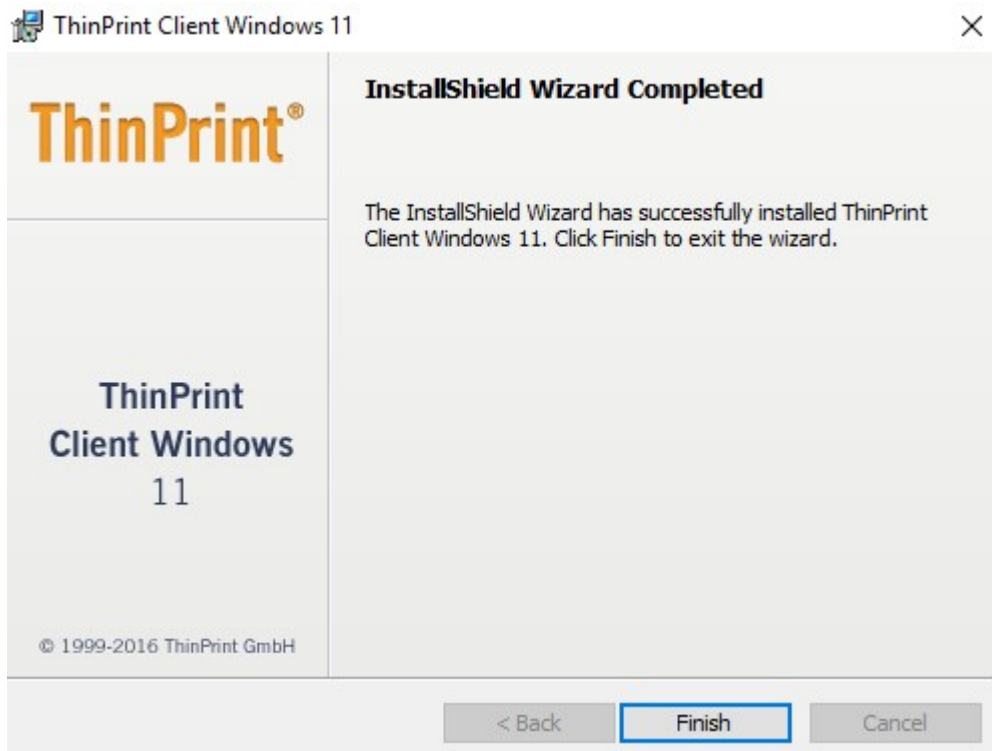 ThinPrint Client Windows 11
ThinPrint®
InstallShield Wizard Completed
The InstallShield Wizard has successfully installed ThinPrint
Client Windows 11. Click Finish to exit the wizard.
ThinPrint
Client Windows
11
© 1999-2016 ThinPrint GmbH
< Back
Finish
Cancel